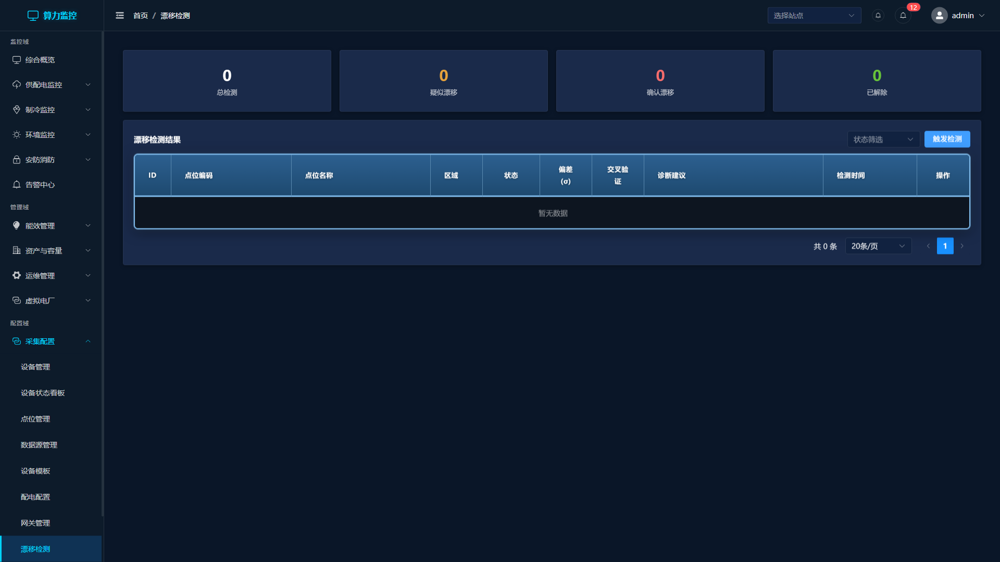 算力监控
首页 / 漂移检测
选择站点
12
admin
监控域
综合概览
供配电监控
制冷监控
环境监控
安防消防
告警中心
管理域
能效管理
资产与容量
运维管理
虚拟电厂
配置域
采集配置
设备管理
设备状态看板
点位管理
数据源管理
设备模板
配电配置
网关管理
漂移检测
0
总检测
0
疑似漂移
0
确认漂移
0
已解除
漂移检测结果
状态筛选
触发检测
ID
点位编码
点位名称
区域
状态
偏差
(σ)
交叉验
证
诊断建议
检测时间
操作
暂无数据
共 0 条
20条/页
1